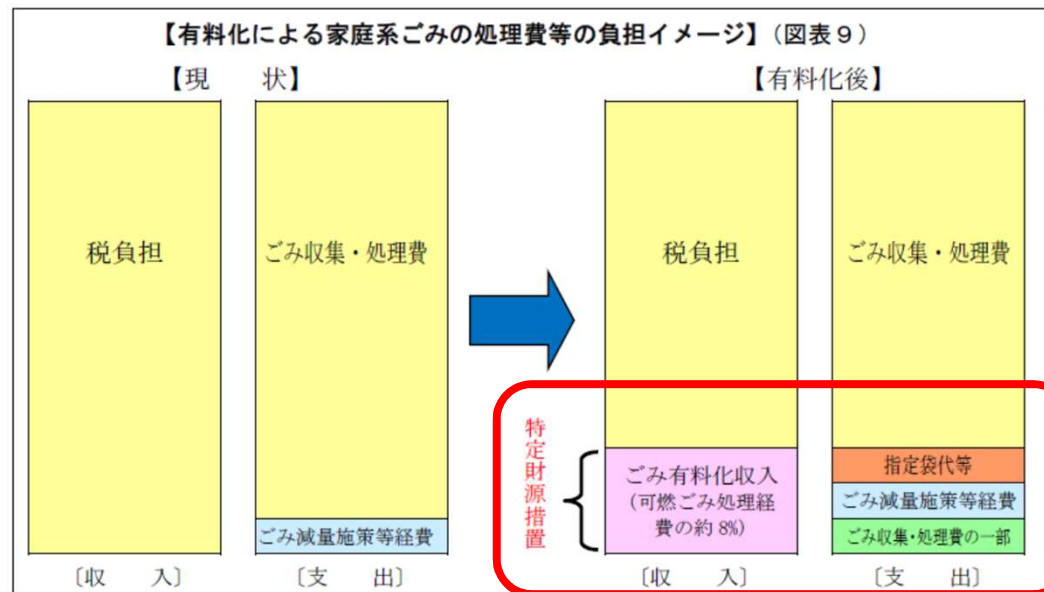 【有料化による家庭系ごみの処理費等の負担イメージ】（図表９）
【現　　状】
【有料化後】
税負担
ごみ収集・処理費
ごみ減量施策等経費
〔収　　入〕
〔支　　出〕
特定財源措置
税負担
ごみ有料化収入
（可燃ごみ処理経
費の約 8%）
ごみ収集・処理費
指定袋代等
ごみ減量施策等経費
ごみ収集・処理費の一部
〔収　　入〕
〔支　　出〕